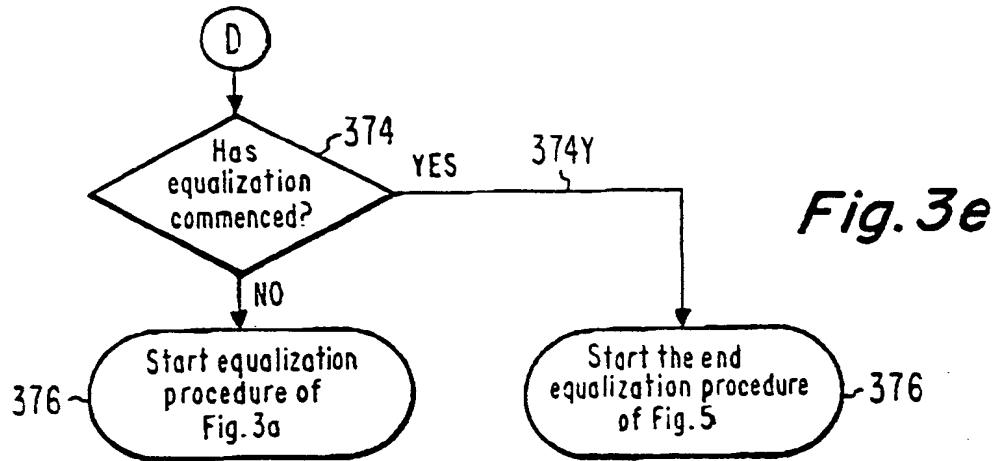 D
374
Has
equalization
commenced?
YES
374Y
Fig. 3e
NO
376
Start equalization
procedure of
Fig. 3a
Start the end
equalization procedure
of Fig. 5
376